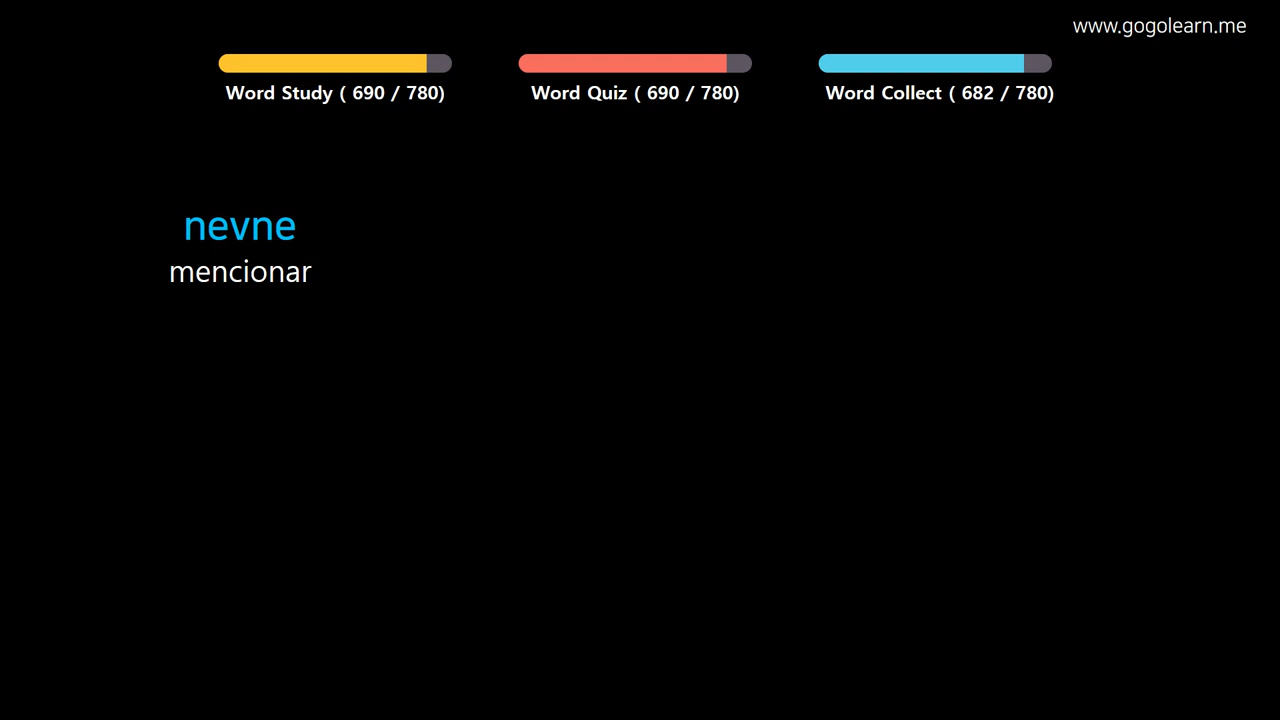 www.gogolearn.me
Word Study ( 690 / 780)
Word Quiz ( 690 / 780)
Word Collect ( 682 / 780)
nevne
mencionar